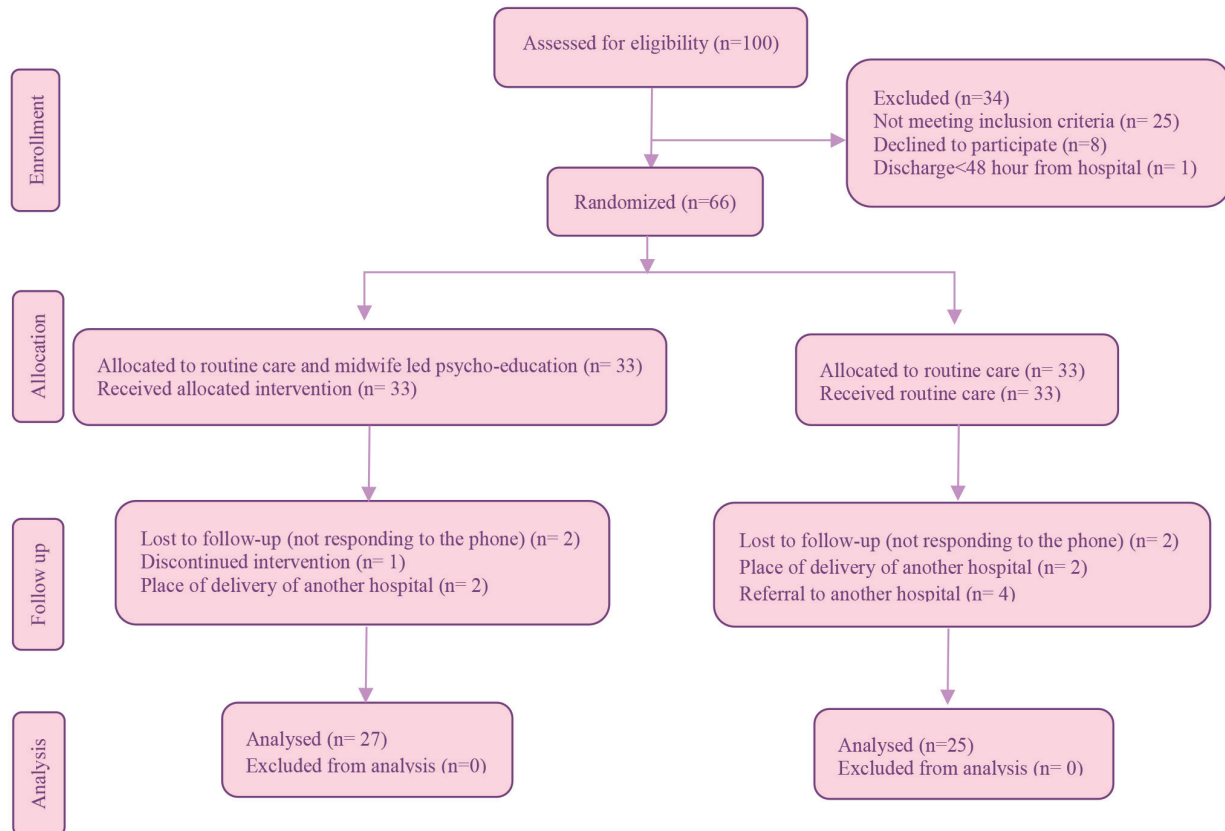 Assessed for eligibility (n=100)
Enrollment
Excluded (n=34)
Not meeting inclusion criteria (n= 25)
Declined to participate (n=8)
Discharge<48 hour from hospital (n= 1)
Randomized (n=66)
Allocation
Allocated to routine care and midwife led psycho-education (n= 33)
Received allocated intervention (n= 33)
Allocated to routine care (n= 33)
Received routine care (n= 33)
Follow up
Lost to follow-up (not responding to the phone) (n= 2)
Discontinued intervention (n= 1)
Place of delivery of another hospital (n= 2)
Lost to follow-up (not responding to the phone) (n= 2)
Place of delivery of another hospital (n= 2)
Referral to another hospital (n= 4)
Analysis
Analysed (n= 27)
Excluded from analysis (n=0)
Analysed (n=25)
Excluded from analysis (n= 0)